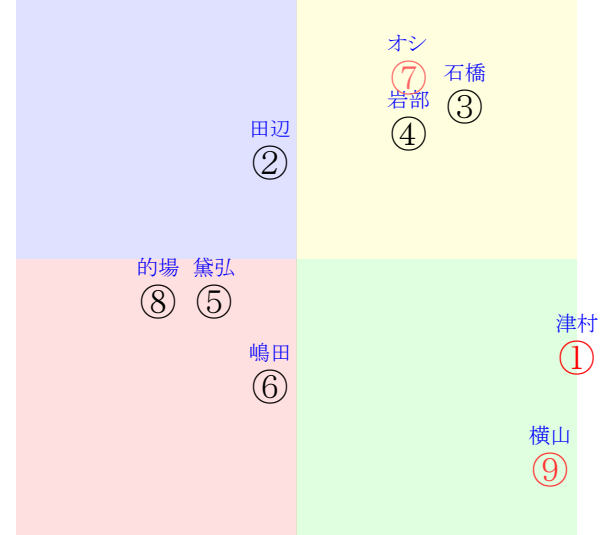 オシ
⑦
石橋
③
岩部
④
田辺
②
的場
⑧
黛弘
⑤
津村
①
嶋田
⑥
横山
⑨